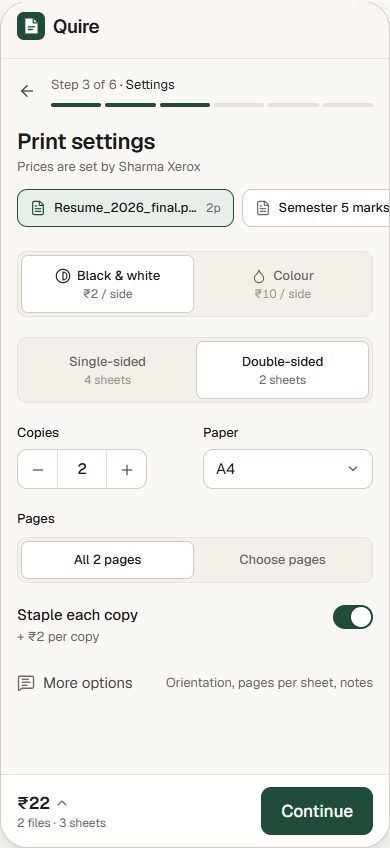 Quire
Step 3 of 6 · Settings
Print settings
Prices are set by Sharma Xerox
Resume_2026_final.p... 2p
Semester 5 marks
Black & white
₹2 / side
Colour
₹10 / side
Single-sided
4 sheets
Double-sided
2 sheets
Copies
2
Paper
A4
Pages
All 2 pages
Choose pages
Staple each copy
+ ₹2 per copy
More options
Orientation, pages per sheet, notes
₹22
2 files · 3 sheets
Continue